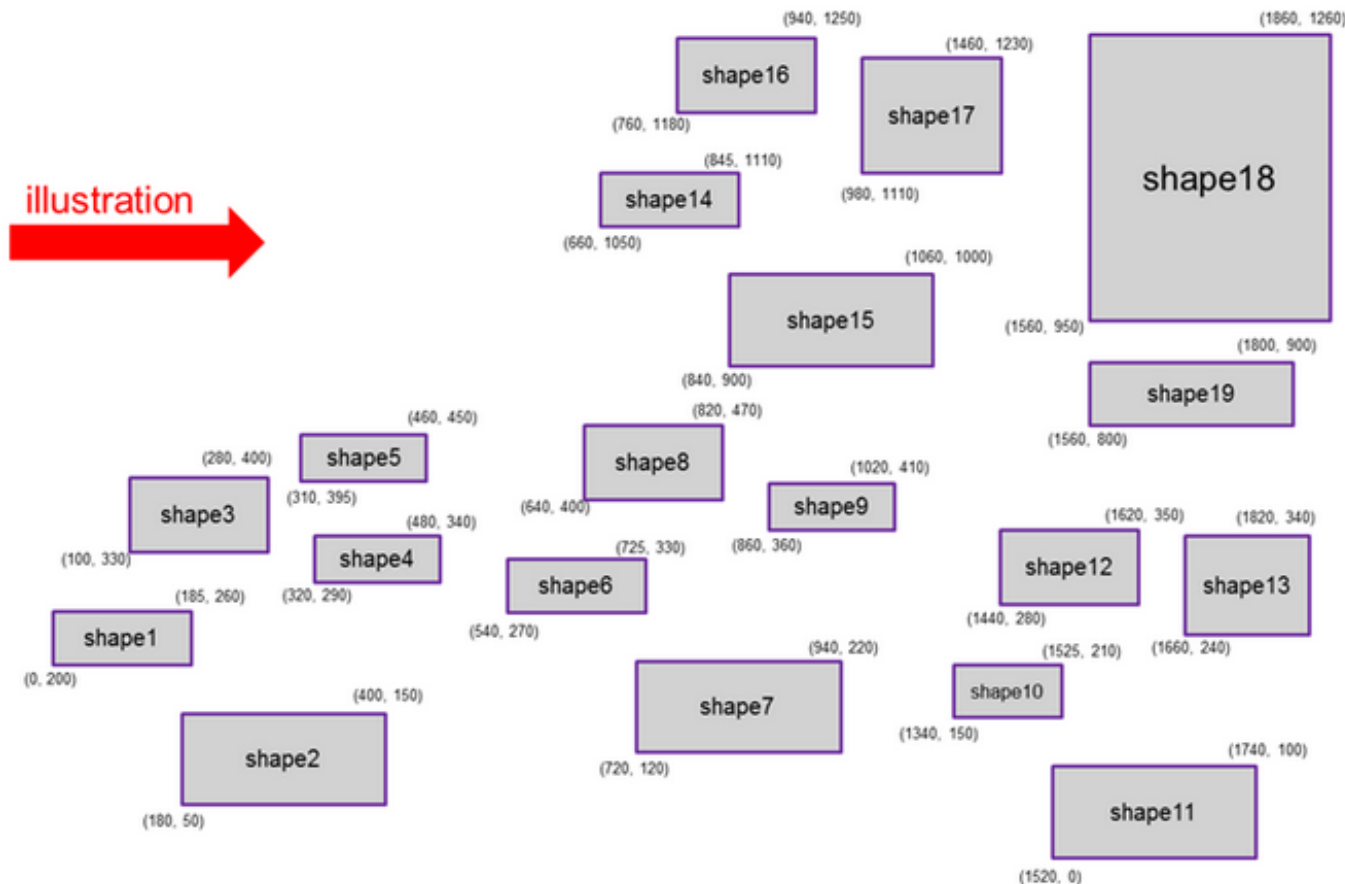 (940, 1250)
(1860, 1260)
(1460, 1230)
shape16
shape17
(760, 1180)
(845, 1110)
shape18
(980, 1110)
illustration
shape14
(660, 1050)
(1060, 1000)
shape15
(1560, 950)
(1800, 900)
(840, 900)
shape19
(820, 470)
(1560, 800)
(460, 450)
(280, 400)
shape5
shape8
(1020, 410)
(310, 395)
shape3
(640, 400)
shape9
(480, 340)
(1620, 350)
(1820, 340)
(100, 330)
(725, 330)
(860, 360)
shape4
shape6
shape12
shape13
(320, 290)
(185, 260)
(540, 270)
(1440, 280)
shape1
(940, 220)
(1525, 210)
(1660, 240)
(0, 200)
shape10
(400, 150)
shape7
(1340, 150)
shape2
(720, 120)
(1740, 100)
shape11
(180, 50)
(1520, 0)